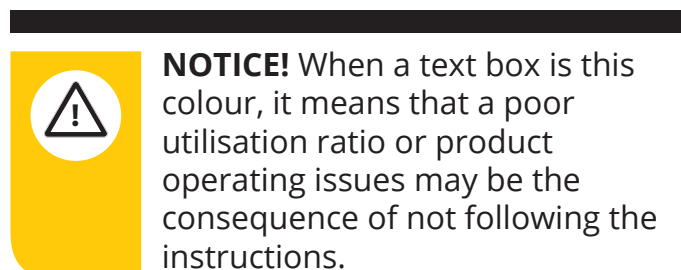 NOTICE! When a text box is this
colour, it means that a poor
utilisation ratio or product
operating issues may be the
consequence of not following the
instructions.